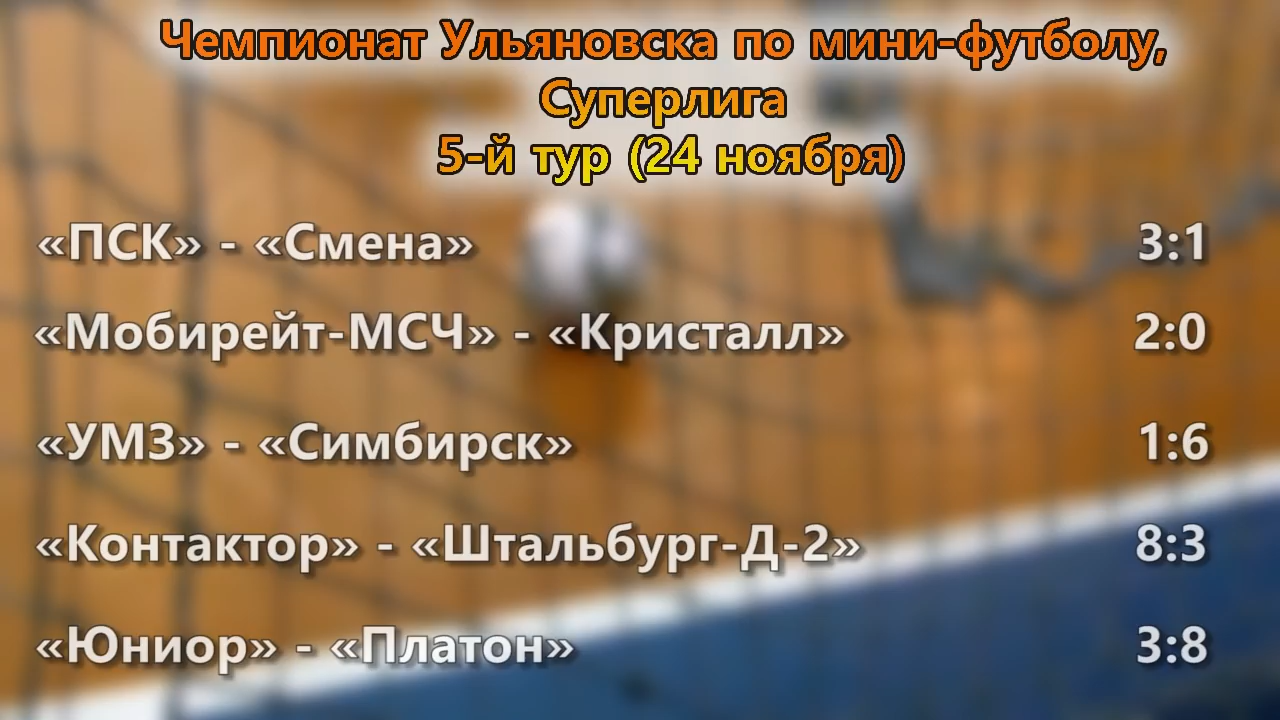 Чемпионат Ульяновска по мини-футболу,
Суперлига
5-й тур (24 ноября)
«ПСК» - «Смена» 3:1
«Мобирейт-МСЧ» - «Кристалл» 2:0
«УМЗ» - «Симбирск» 1:6
«Контактор» - «Штальбург-Д-2» 8:3
«Юниор» - «Платон» 3:8